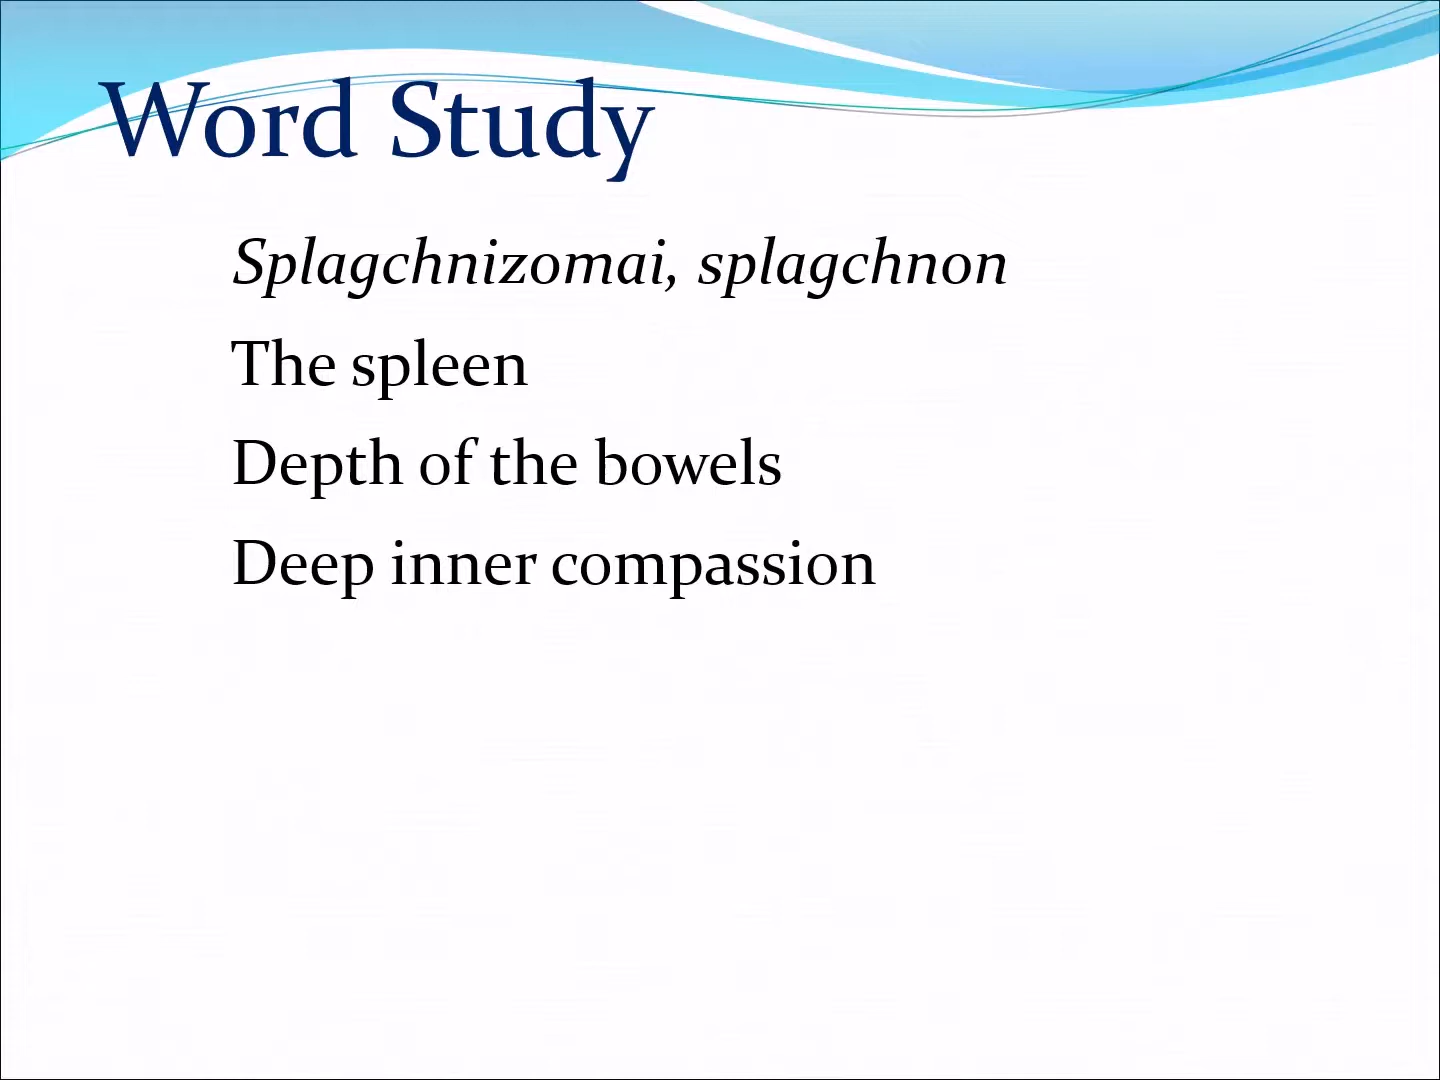 Word Study
Splagchnizomai, splagchnon
The spleen
Depth of the bowels
Deep inner compassion